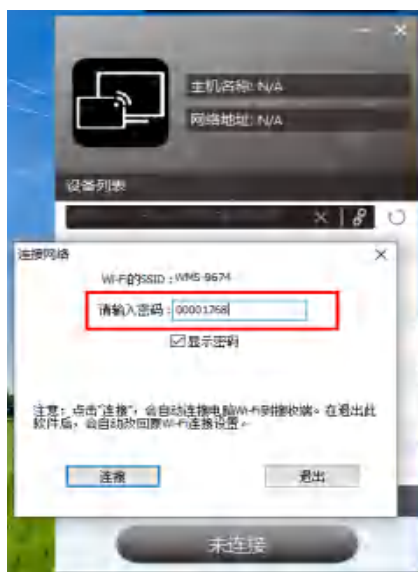 主机名称: N/A
网络地址: N/A
设备列表
连接网络
Wi-Fi的SSID : WMS-9674
请输入密码 : 00001768
显示密码
注意：点击"连接"，会自动连接电脑Wi-Fi到接收端。在退出此
软件后，会自动改回原Wi-Fi连接设置。
连接
退出
未连接